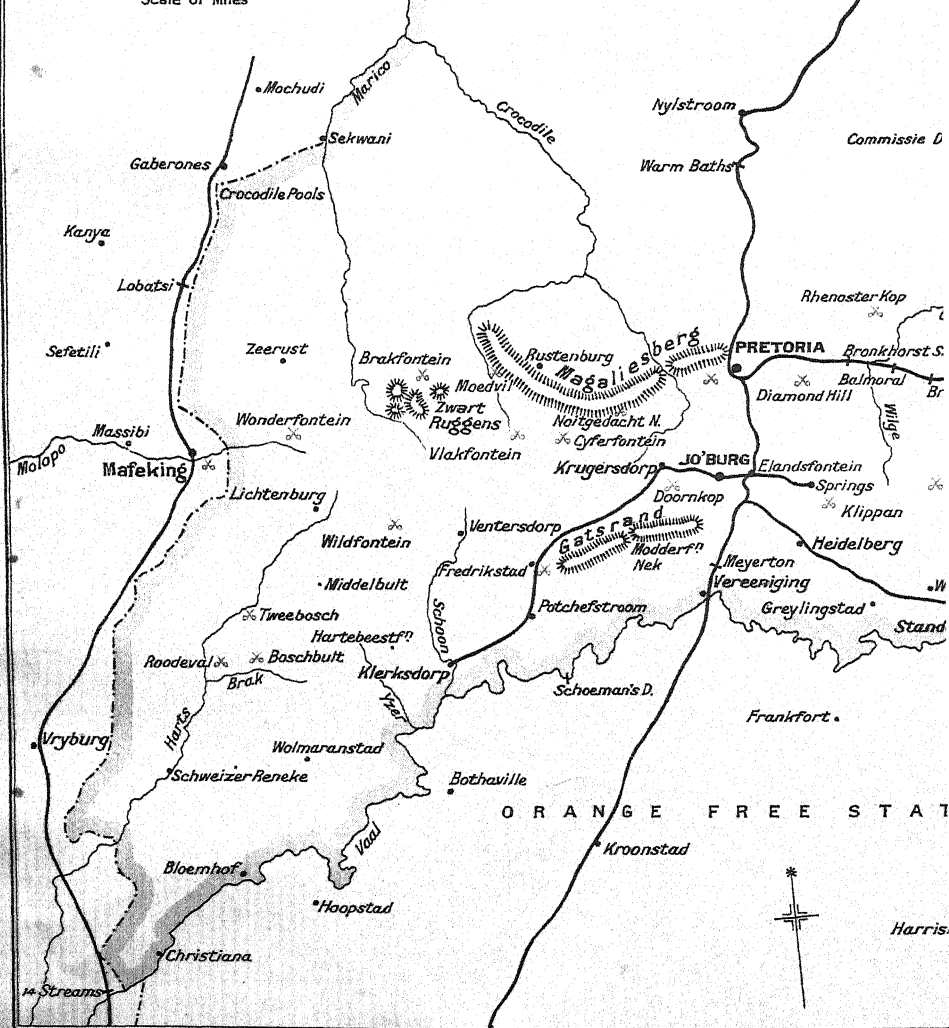 Scale of Miles
Mochudi
Marico
Crocodile
Nylstroom
Sekwani
Commissie D
Gaberones
Warm Baths
Crocodile Pools
Kanya
Lobatsi
Rhenoster Kop
Sefetili
Zeerust
Brakfontein
Rustenburg
Magaliesberg
PRETORIA
Bronkhorst S.
Moedvil
Balmoral
Br
Diamond Hill
Zwart
Ruggens
Wonderfontein
Noitgedacht N.
Wilge
Massibi
Cyferfontein
Molopo
Mafeking
Vlakfontein
Krugersdorp
JO'BURG
Elandsfontein
Springs
Lichtenburg
Doornkop
Klippan
Ventersdorp
Gatsrand
Wildfontein
Modderfn
Nek
Heidelberg
Fredrikstad
Meyerton
Middelbult
Vereeniging
W
Schoon
Potchefstroom
Greylingstad
Tweebosch
Stand
Hartebeestfn
Roodeval
Boschbult
Klerksdorp
Brak
Schoeman's D.
Yzer
Harts
Frankfort
Vryburg
Wolmaranstad
Schweizer Reneke
Bothaville
ORANGE FREE STAT
Vaal
Kroonstad
Bloemhof
Hoopstad
Harris
Christiana
14 Streams